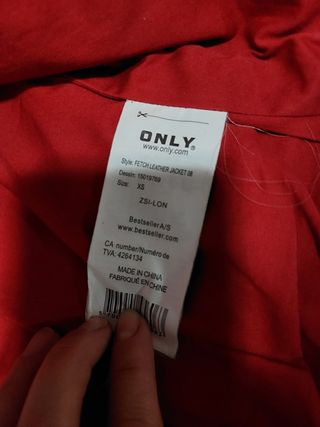 ONLY®
www.only.com
Style: FETCH LEATHER JACKET 08
Dessin: 15019769
Size: XS
ZSI-LON
Bestseller A/S
www.bestseller.com
CA number/Numéro de
TVA: 4264134
MADE IN CHINA
FABRIQUÉ EN CHINE